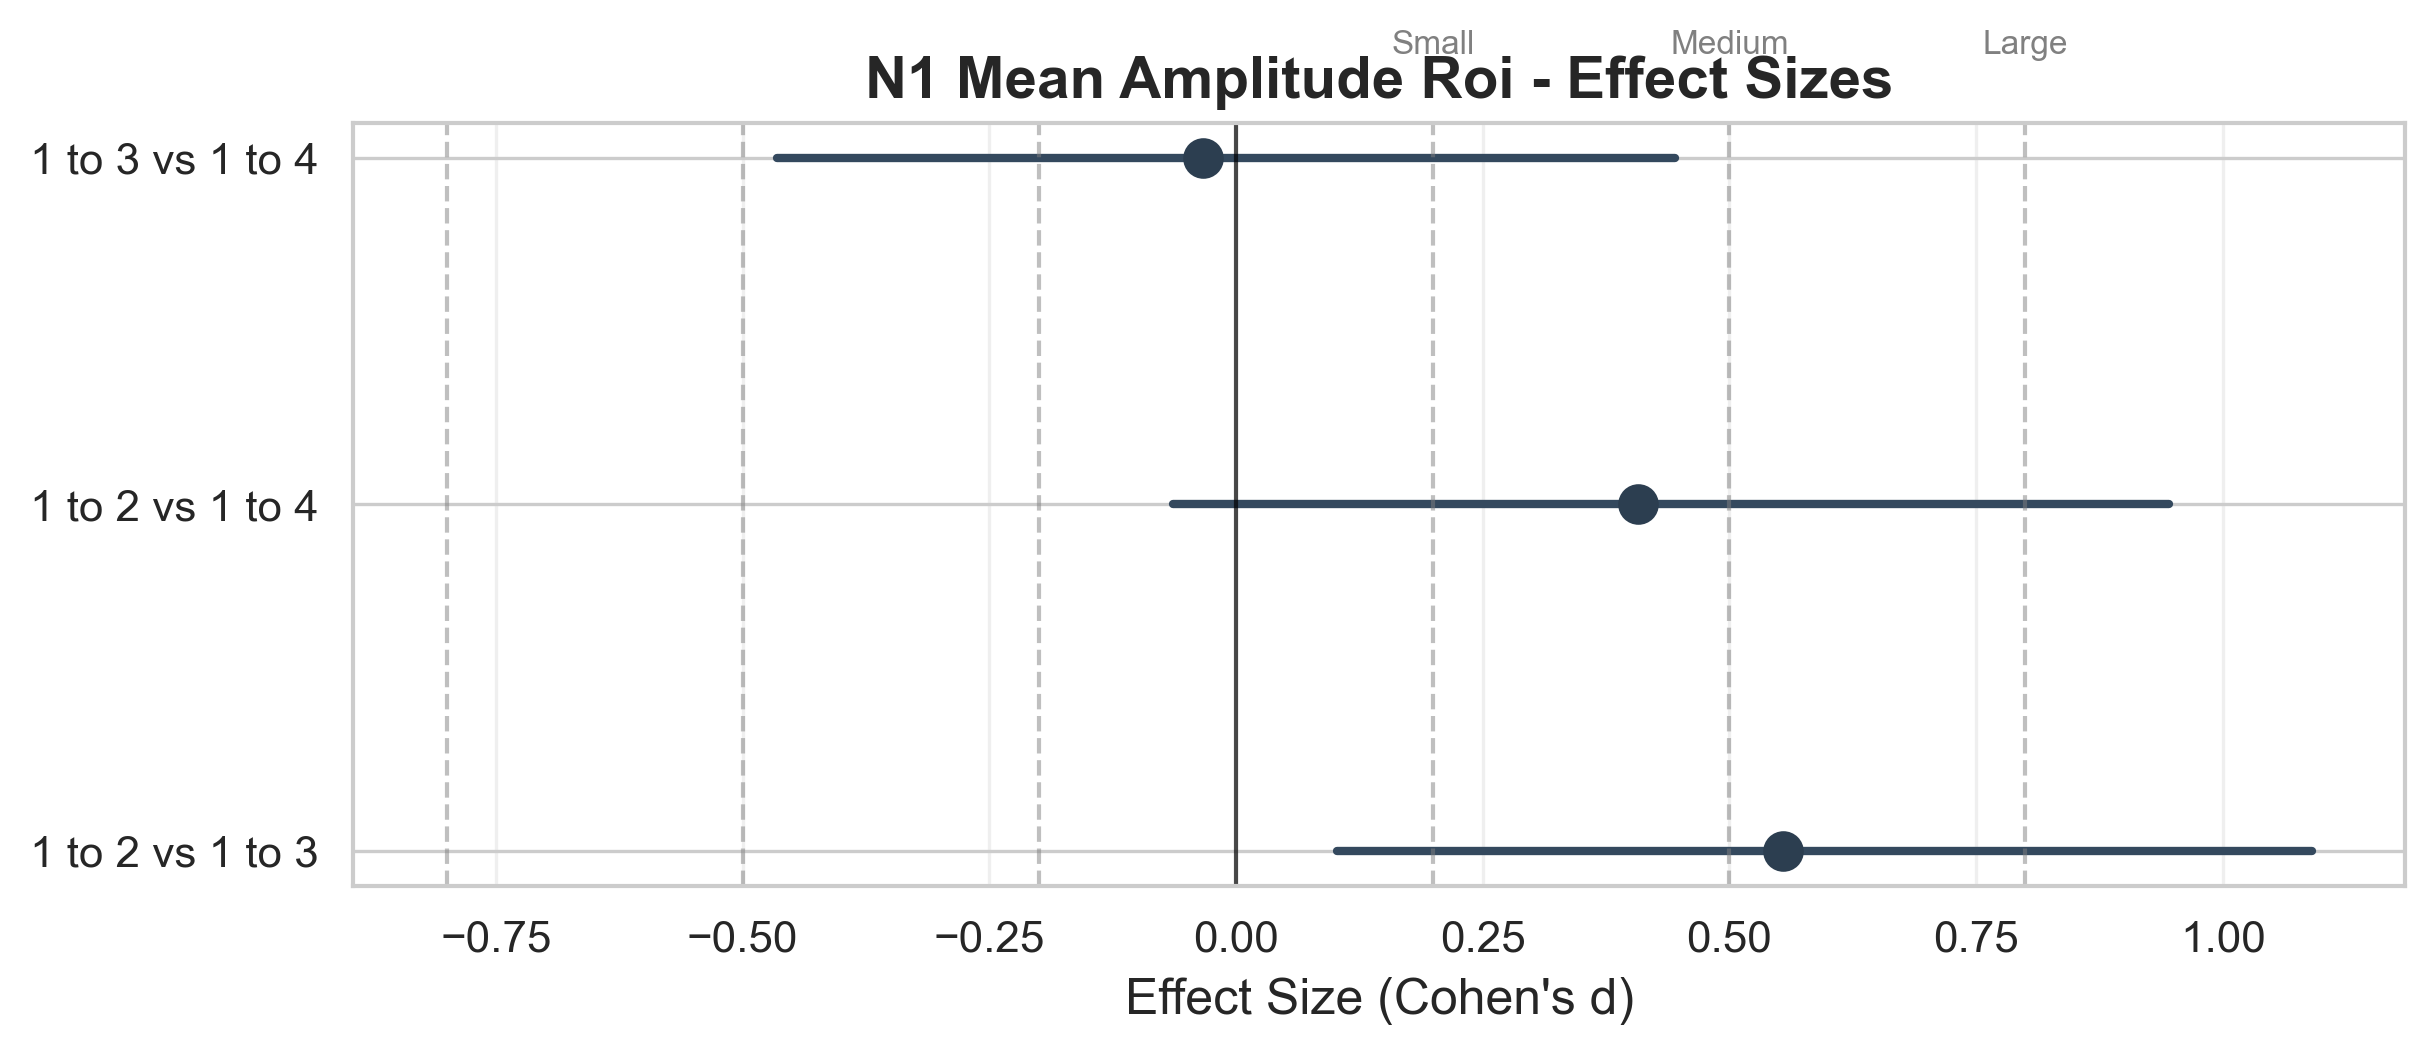 Small Medium Large
N1 Mean Amplitude Roi - Effect Sizes
1 to 3 vs 1 to 4
1 to 2 vs 1 to 4
1 to 2 vs 1 to 3
−0.75 −0.50 −0.25 0.00 0.25 0.50 0.75 1.00
Effect Size (Cohen's d)